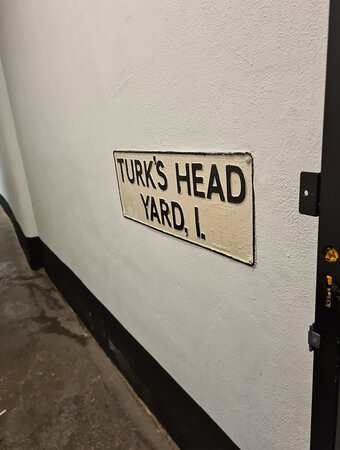 TURK'S HEAD
YARD, I.